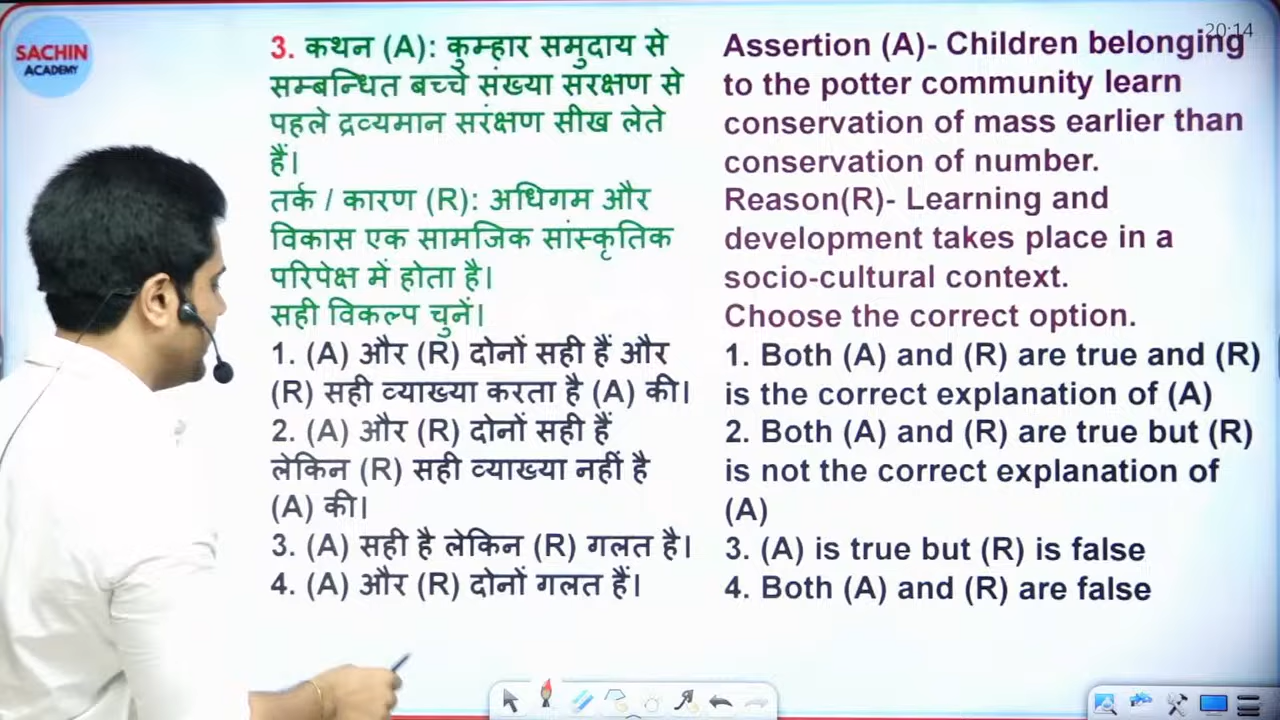 SACHIN
ACADEMY
20:14
3. कथन (A): कुम्हार समुदाय से
सम्बन्धित बच्चे संख्या संरक्षण से
पहले द्रव्यमान सरंक्षण सीख लेते
हैं।
तर्क / कारण (R): अधिगम और
विकास एक सामजिक सांस्कृतिक
परिपेक्ष में होता है।
सही विकल्प चुनें।
1. (A) और (R) दोनों सही हैं और
(R) सही व्याख्या करता है (A) की।
2. (A) और (R) दोनों सही हैं
लेकिन (R) सही व्याख्या नहीं है
(A) की।
3. (A) सही है लेकिन (R) गलत है।
4. (A) और (R) दोनों गलत हैं।
Assertion (A)- Children belonging
to the potter community learn
conservation of mass earlier than
conservation of number.
Reason(R)- Learning and
development takes place in a
socio-cultural context.
Choose the correct option.
1. Both (A) and (R) are true and (R)
is the correct explanation of (A)
2. Both (A) and (R) are true but (R)
is not the correct explanation of
(A)
3. (A) is true but (R) is false
4. Both (A) and (R) are false